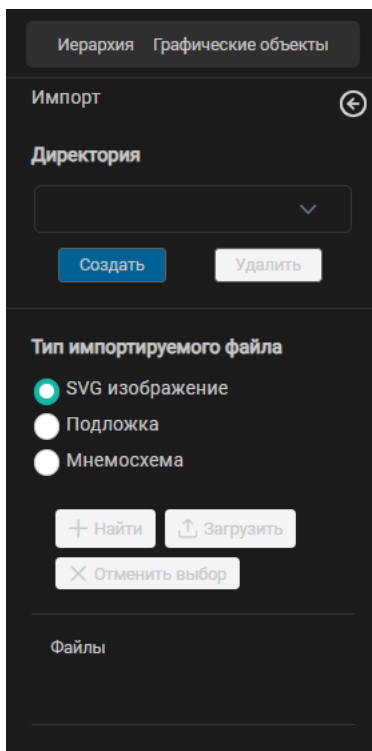 Иерархия Графические объекты
Импорт
Директория
Создать Удалить
Тип импортируемого файла
SVG изображение
Подложка
Мнемосхема
Найти Загрузить
Отменить выбор
Файлы